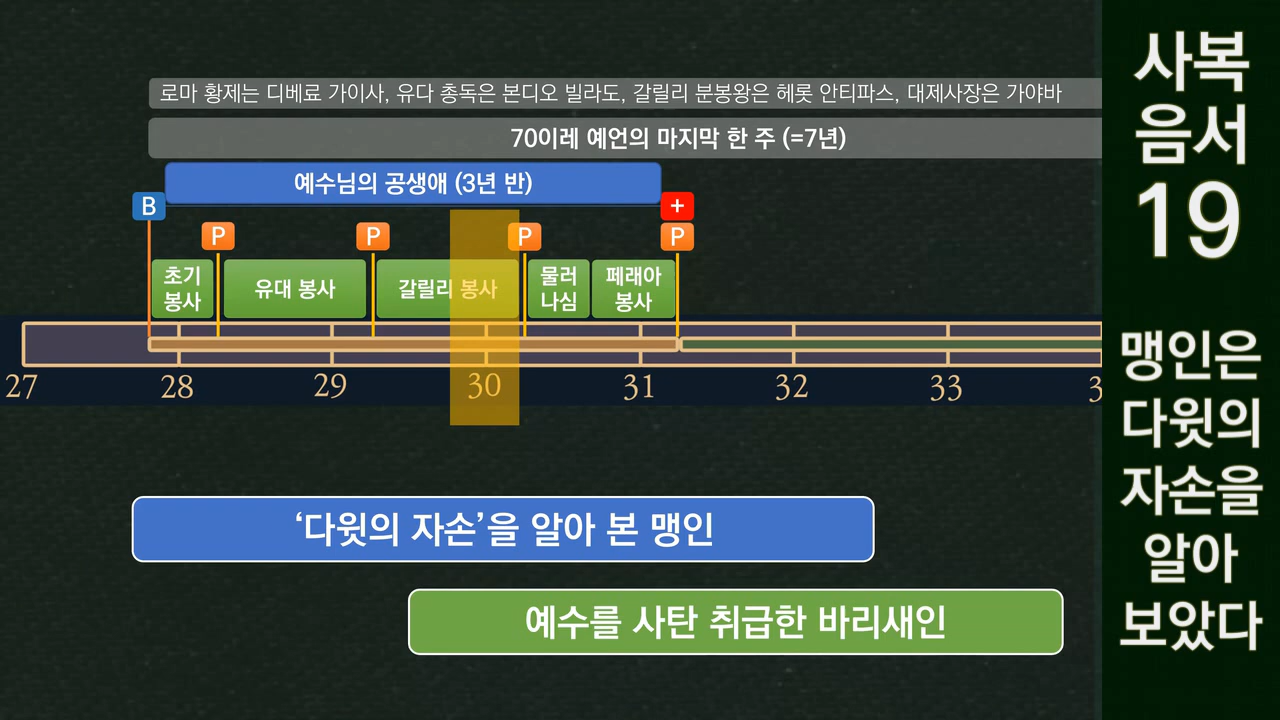 로마 황제는 디베료 가이사, 유다 총독은 본디오 빌라도, 갈릴리 분봉왕은 헤롯 안티파스, 대제사장은 가야바
70이레 예언의 마지막 한 주 (=7년)
예수님의 공생애 (3년 반)
B
+
P
P
P
P
초기
봉사
유대 봉사
갈릴리 봉사
물러
나심
페래아
봉사
27
28
29
30
31
32
33
3
‘다윗의 자손’을 알아 본 맹인
예수를 사탄 취급한 바리새인
사복
음서
19
맹인은
다윗의
자손을
알아
보았다